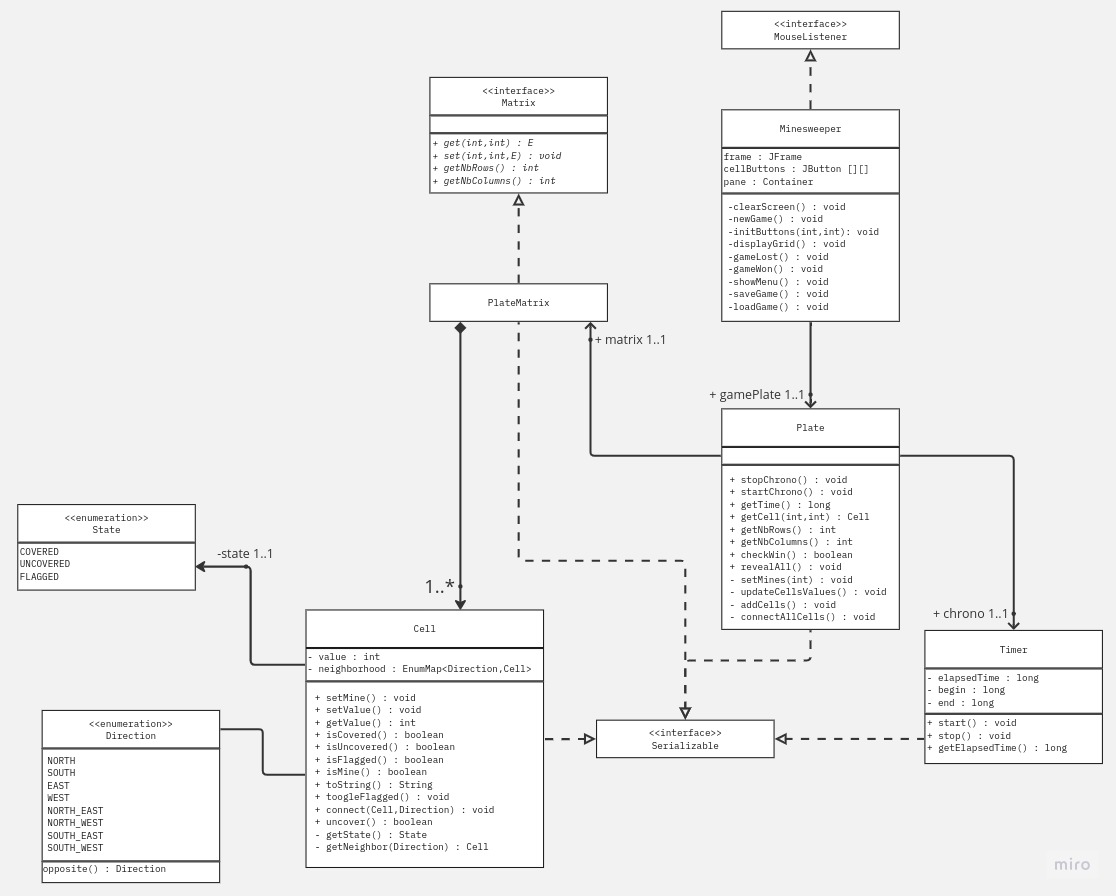 <<interface>>
MouseListener
<<interface>>
Matrix
+ get(int,int) : E
+ set(int,int,E) : void
+ getNbRows() : int
+ getNbColumns() : int
Minesweeper
frame : JFrame
cellButtons : JButton [][]
pane : Container
-clearScreen() : void
-newGame() : void
-initButtons(int,int): void
-displayGrid() : void
-gameLost() : void
-gameWon() : void
-showMenu() : void
-saveGame() : void
-loadGame() : void
PlateMatrix
+ matrix 1..1
+ gamePlate 1..1
Plate
+ stopChrono() : void
+ startChrono() : void
+ getTime() : long
+ getCell(int,int) : Cell
+ getNbRows() : int
+ getNbColumns() : int
+ checkWin() : boolean
+ revealAll() : void
- setMines(int) : void
- updateCellsValues() : void
- addCells() : void
- connectAllCells() : void
<<enumeration>>
State
COVERED
UNCOVERED
FLAGGED
-state 1..1
1..*
Cell
- value : int
- neighborhood : EnumMap<Direction,Cell>
+ setMine() : void
+ setValue() : void
+ getValue() : int
+ isCovered() : boolean
+ isUncovered() : boolean
+ isFlagged() : boolean
+ isMine() : boolean
+ toString() : String
+ toogleFlagged() : void
+ connect(Cell,Direction) : void
+ uncover() : boolean
- getState() : State
- getNeighbor(Direction) : Cell
+ chrono 1..1
Timer
- elapsedTime : long
- begin : long
- end : long
+ start() : void
+ stop() : void
+ getElapsedTime() : long
<<interface>>
Serializable
<<enumeration>>
Direction
NORTH
SOUTH
EAST
WEST
NORTH_EAST
NORTH_WEST
SOUTH_EAST
SOUTH_WEST
opposite() : Direction
miro